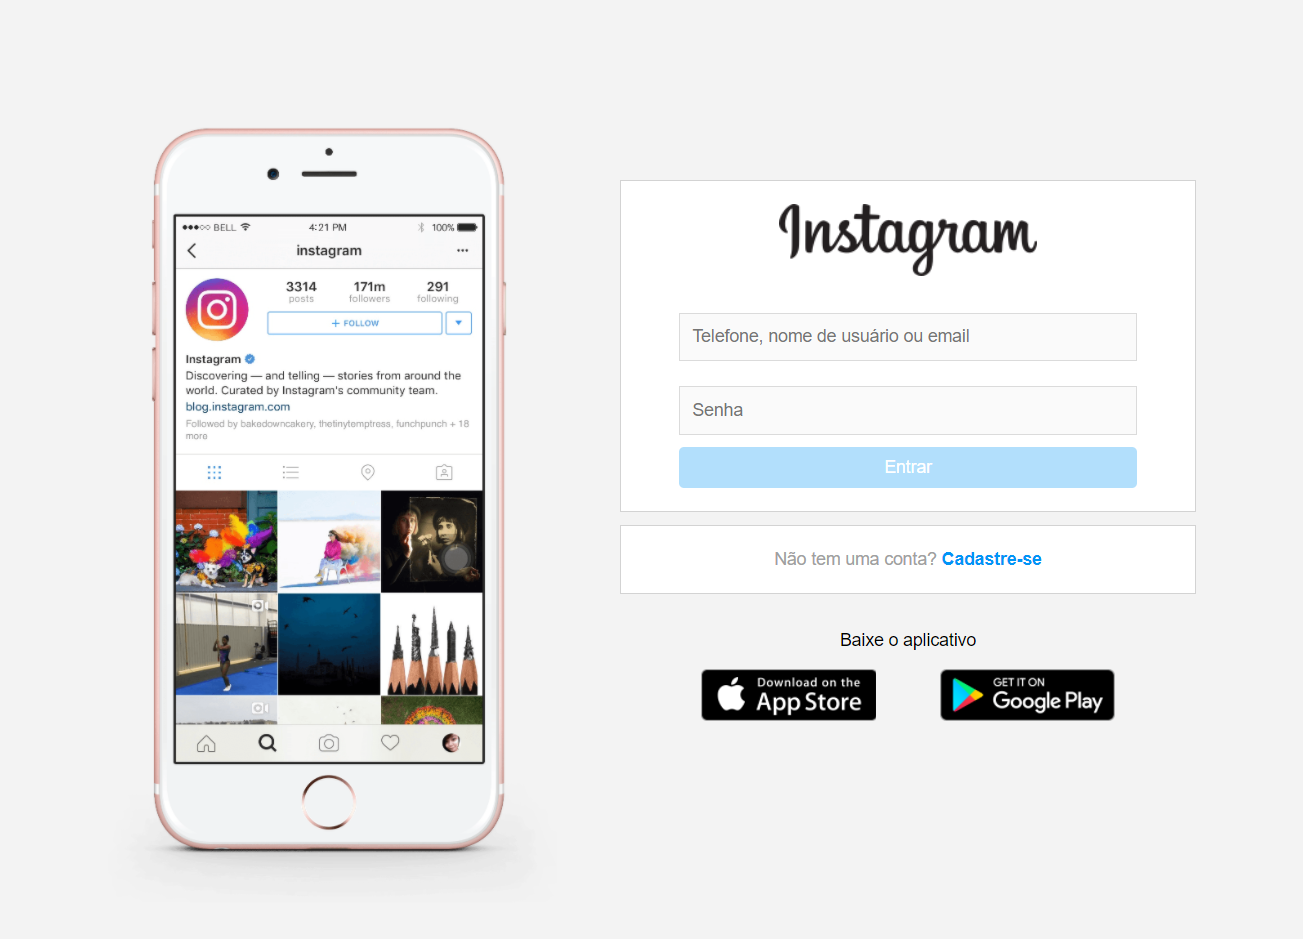 ●●●○○ BELL 4:21 PM 100%
instagram
3314 171m 291
posts followers following
+ FOLLOW
Instagram
Discovering — and telling — stories from around the
world. Curated by Instagram's community team.
blog.instagram.com
Followed by bakedowncakery, thetinytemptress, funchpunch + 18
more
Instagram
Telefone, nome de usuário ou email
Senha
Entrar
Não tem uma conta? Cadastre-se
Baixe o aplicativo
Download on the
App Store
GET IT ON
Google Play